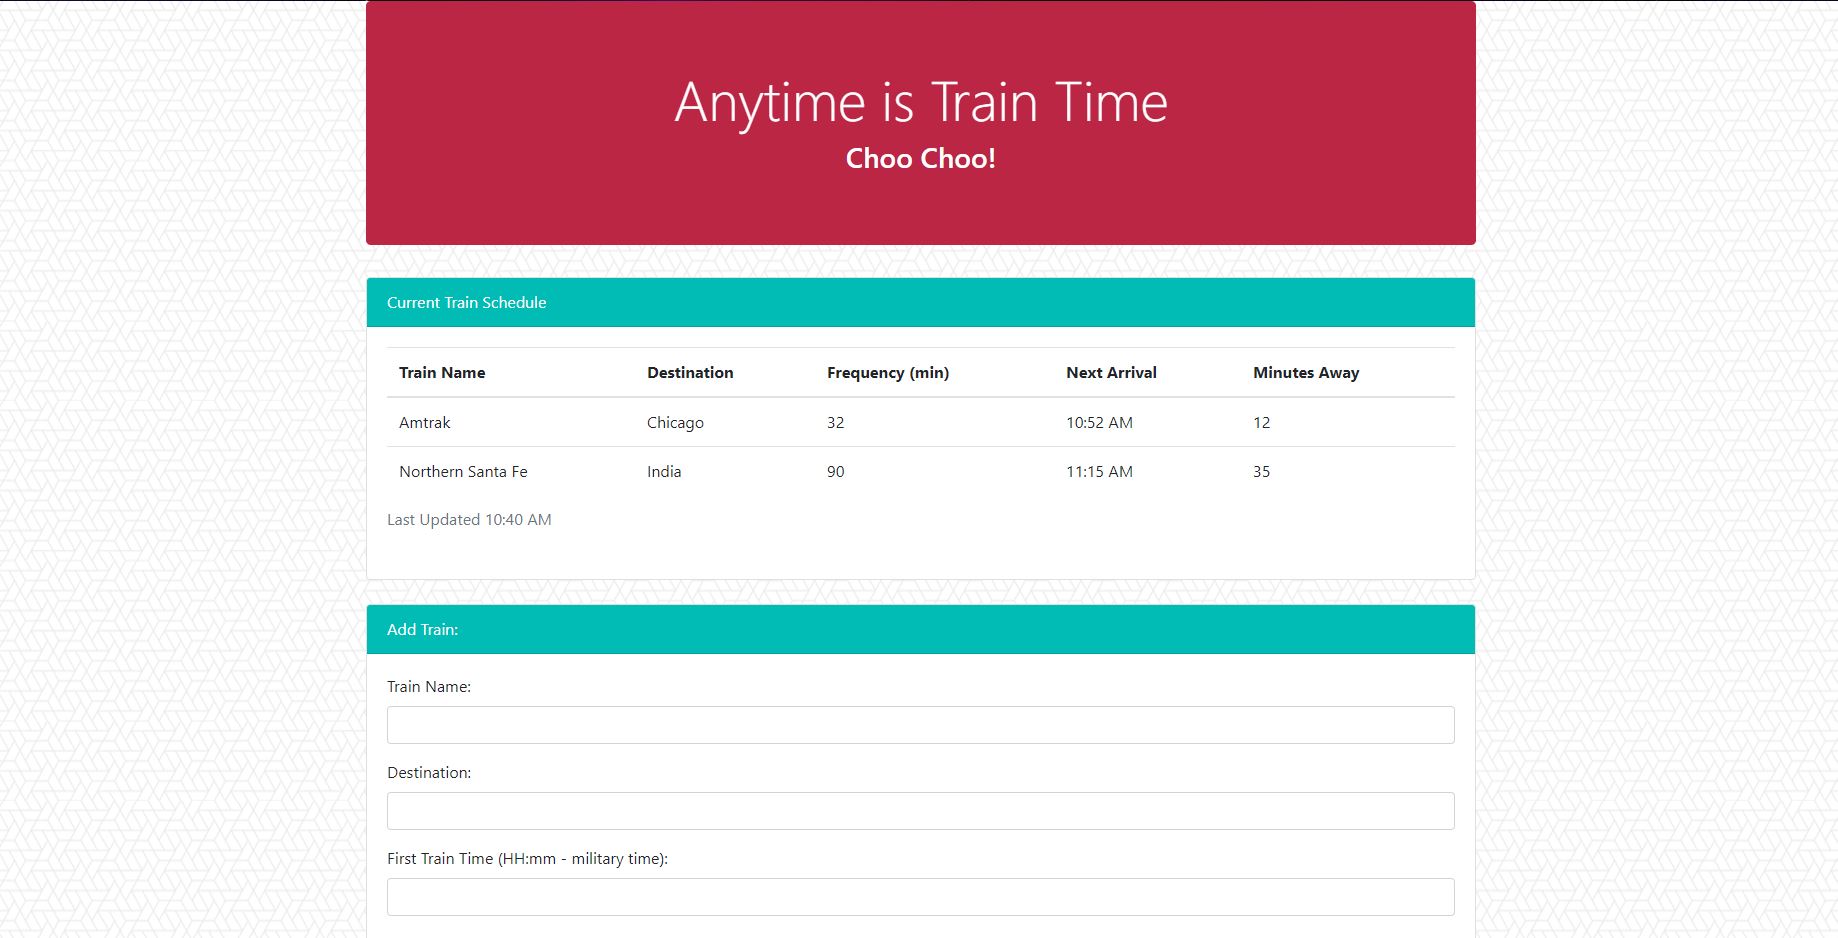 Anytime is Train Time
Choo Choo!
Current Train Schedule
Train Name Destination Frequency (min) Next Arrival Minutes Away
Amtrak Chicago 32 10:52 AM 12
Northern Santa Fe India 90 11:15 AM 35
Last Updated 10:40 AM
Add Train:
Train Name:
Destination:
First Train Time (HH:mm - military time):